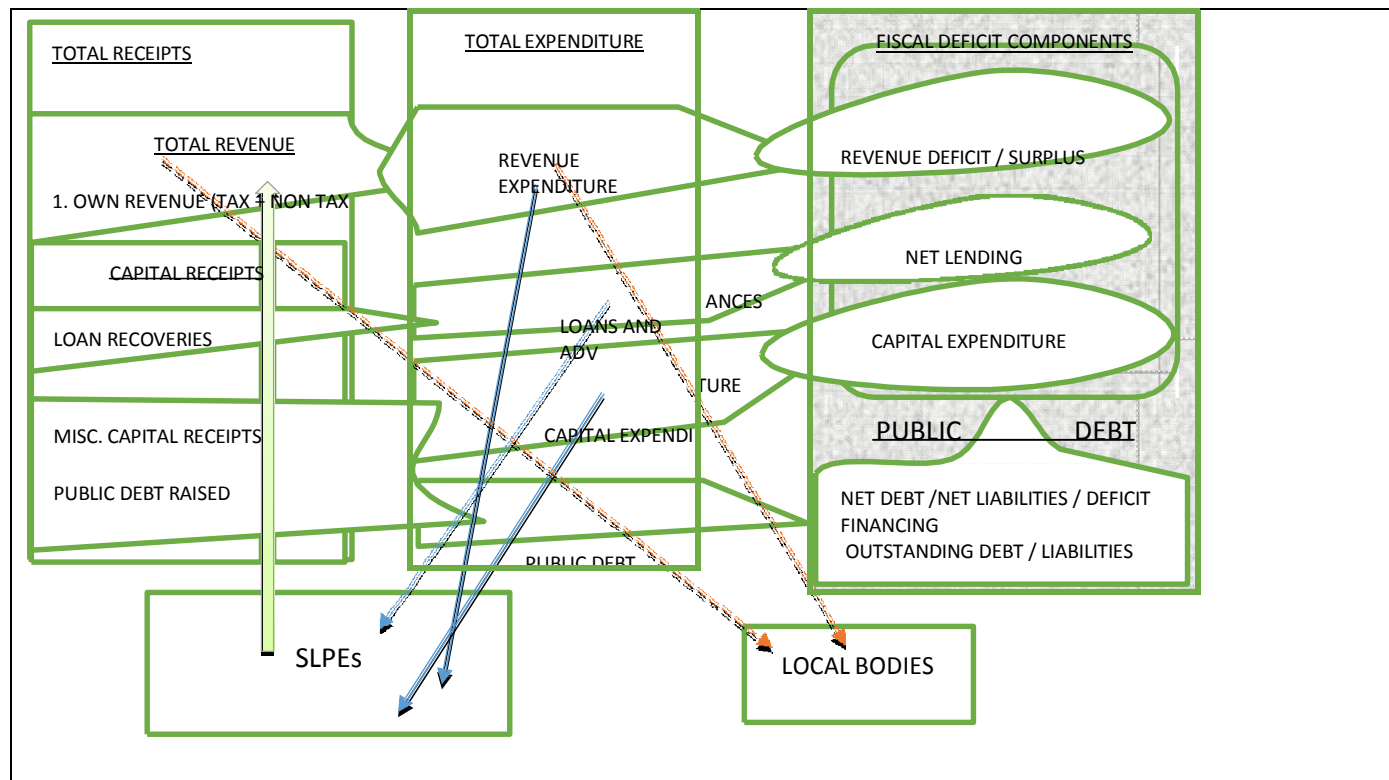 TOTAL RECEIPTS
TOTAL REVENUE
1. OWN REVENUE (TAX + NON TAX
CAPITAL RECEIPTS
LOAN RECOVERIES
MISC. CAPITAL RECEIPTS
PUBLIC DEBT RAISED
TOTAL EXPENDITURE
REVENUE
EXPENDITURE
ANCES
LOANS AND
ADV
TURE
CAPITAL EXPENDI
PUBLIC DEBT
FISCAL DEFICIT COMPONENTS
REVENUE DEFICIT / SURPLUS
NET LENDING
CAPITAL EXPENDITURE
PUBLIC DEBT
NET DEBT /NET LIABILITIES / DEFICIT
FINANCING
OUTSTANDING DEBT / LIABILITIES
SLPEs
LOCAL BODIES